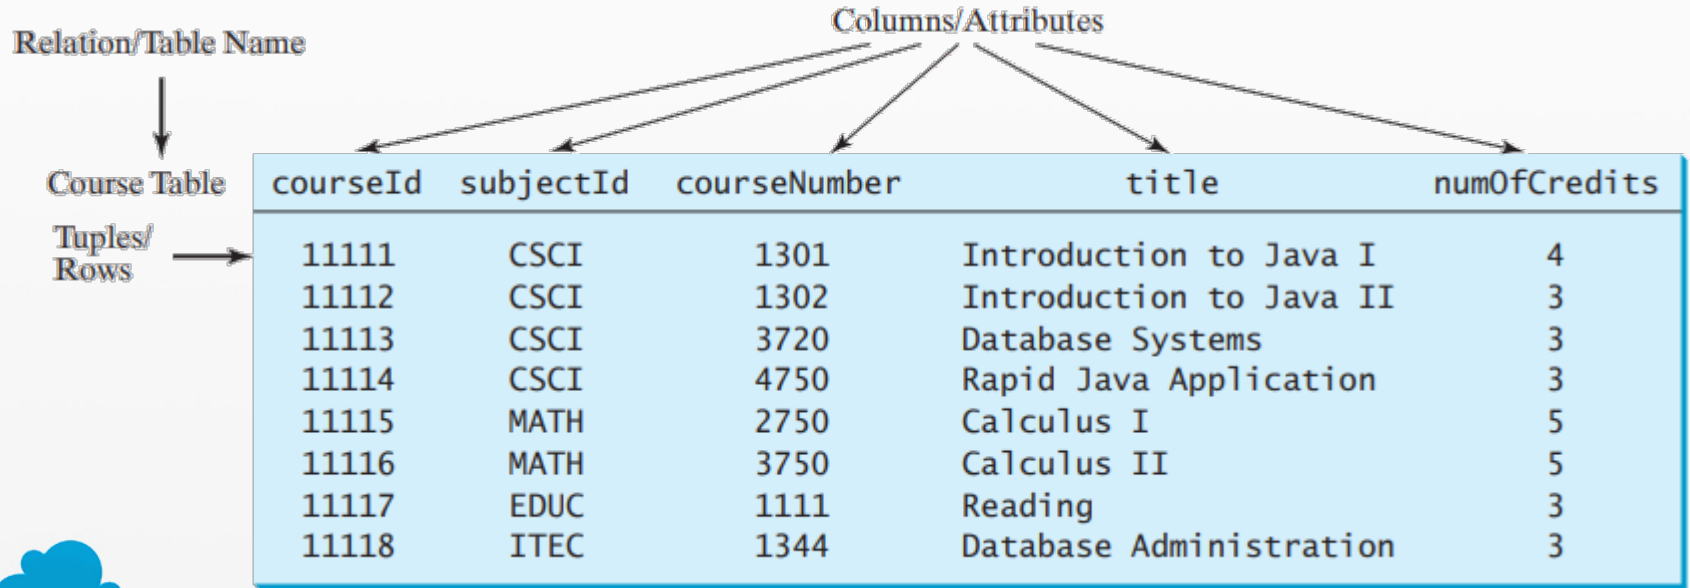 Columns/Attributes
Relation/Table Name
Course Table
courseId subjectId courseNumber title numOfCredits
Tuples/
Rows
11111 CSCI 1301 Introduction to Java I 4
11112 CSCI 1302 Introduction to Java II 3
11113 CSCI 3720 Database Systems 3
11114 CSCI 4750 Rapid Java Application 3
11115 MATH 2750 Calculus I 5
11116 MATH 3750 Calculus II 5
11117 EDUC 1111 Reading 3
11118 ITEC 1344 Database Administration 3